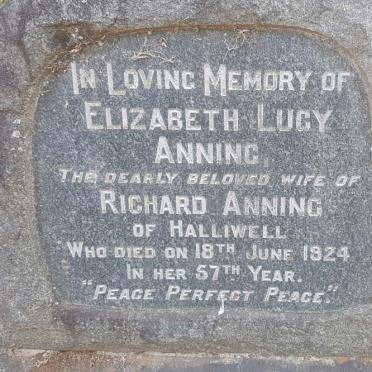 In Loving Memory of
Elizabeth Lucy
Anning,
The dearly beloved wife of
Richard Anning
of Halliwell
Who died on 18th June 1924
In her 57th Year.
"Peace Perfect Peace."